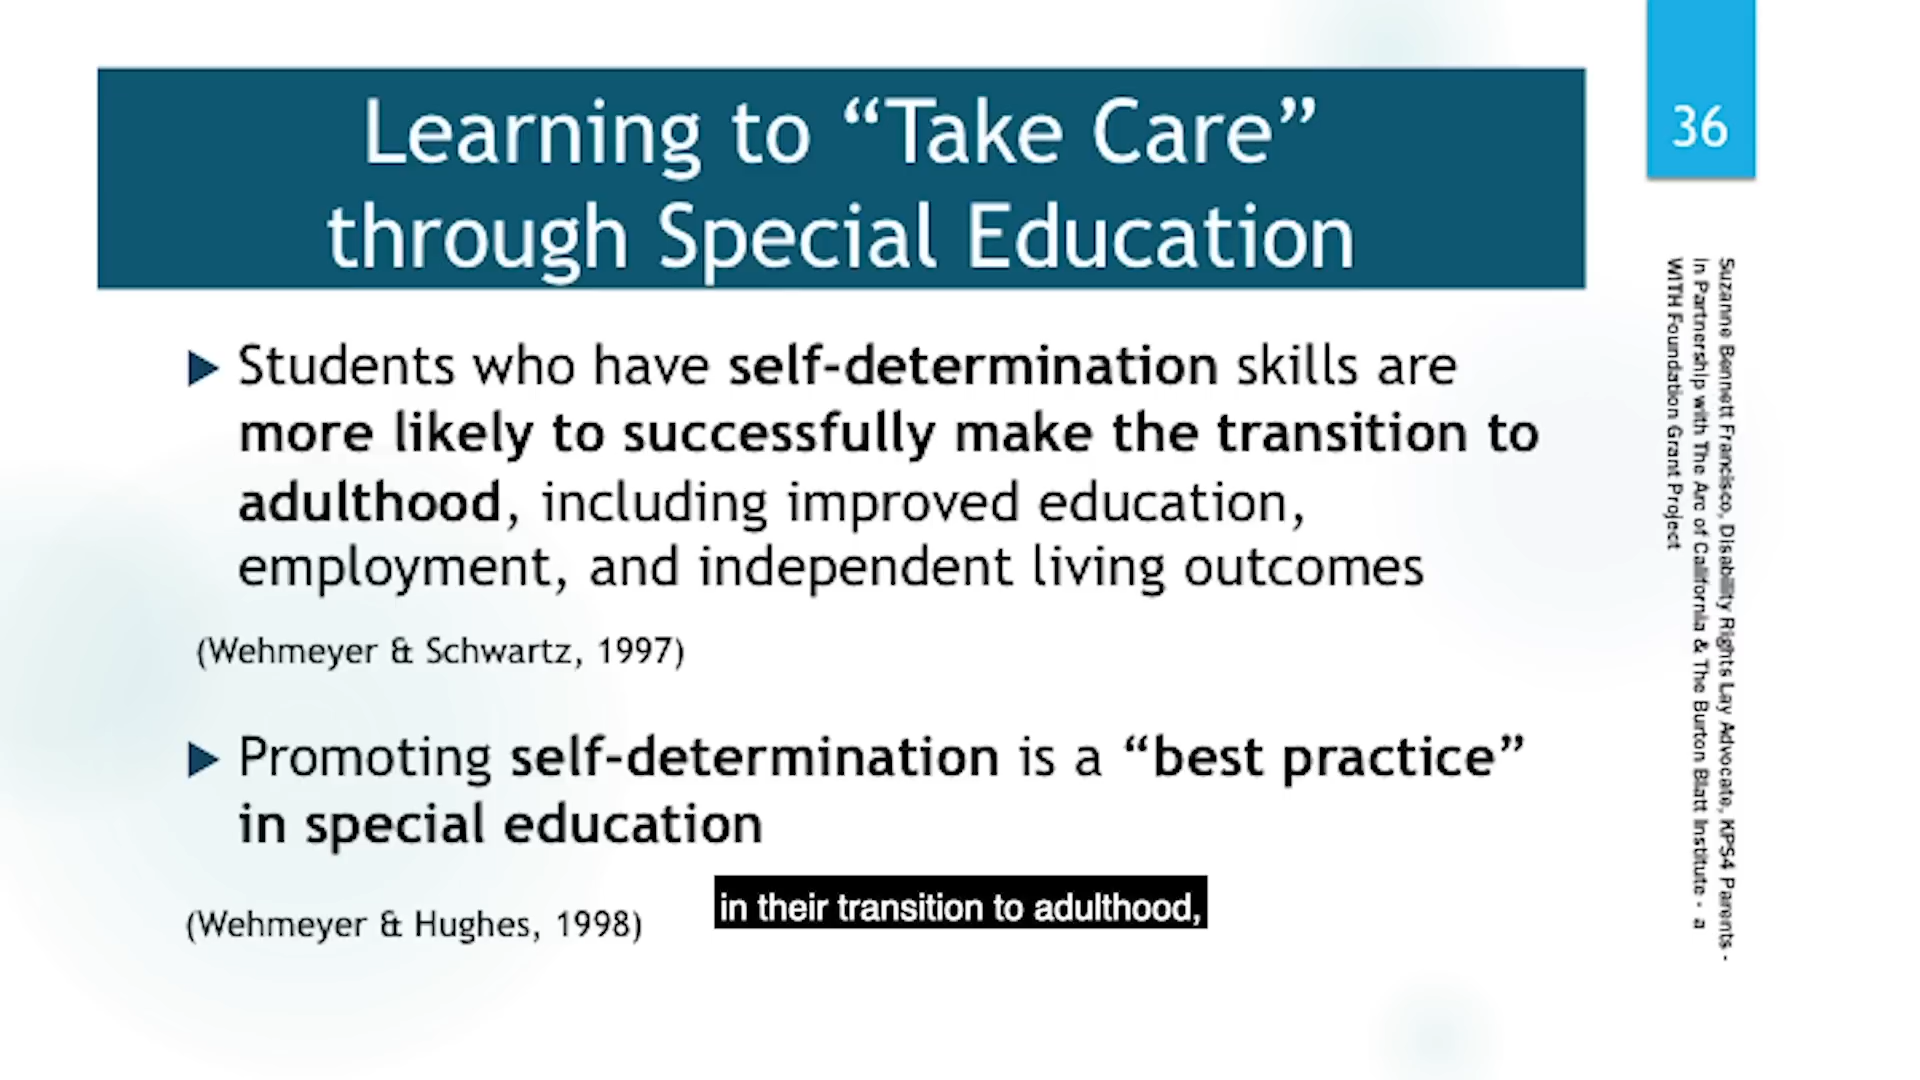 Learning to “Take Care”
through Special Education
36
Students who have self-determination skills are
more likely to successfully make the transition to
adulthood, including improved education,
employment, and independent living outcomes
(Wehmeyer & Schwartz, 1997)
Promoting self-determination is a “best practice”
in special education
(Wehmeyer & Hughes, 1998)
in their transition to adulthood,
Suzanne Bennett Francisco, Disability Rights Lay Advocate, KPS4 Parents -
in Partnership with The Arc of California & The Burton Blatt Institute - a
WITH Foundation Grant Project